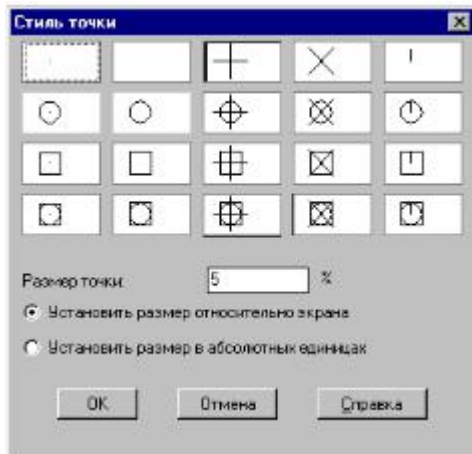 Стиль точки
Размер точки: 5 %
Установить размер относительно экрана
Установить размер в абсолютных единицах
OK Отмена Справка